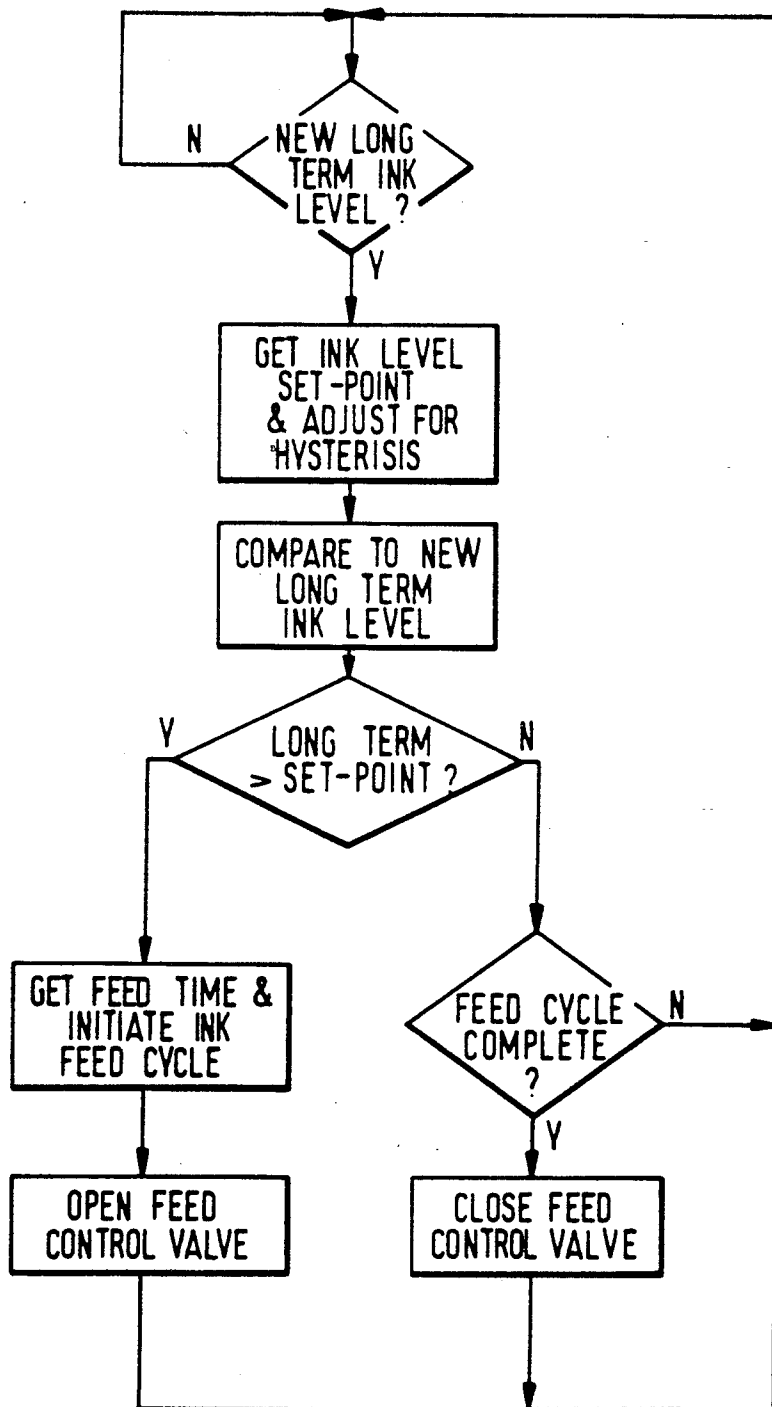 N
NEW LONG
TERM INK
LEVEL ?
Y
GET INK LEVEL
SET-POINT
& ADJUST FOR
HYSTERISIS
COMPARE TO NEW
LONG TERM
INK LEVEL
Y
LONG TERM
> SET-POINT ?
N
GET FEED TIME &
INITIATE INK
FEED CYCLE
FEED CYCLE
COMPLETE
?
N
Y
OPEN FEED
CONTROL VALVE
CLOSE FEED
CONTROL VALVE